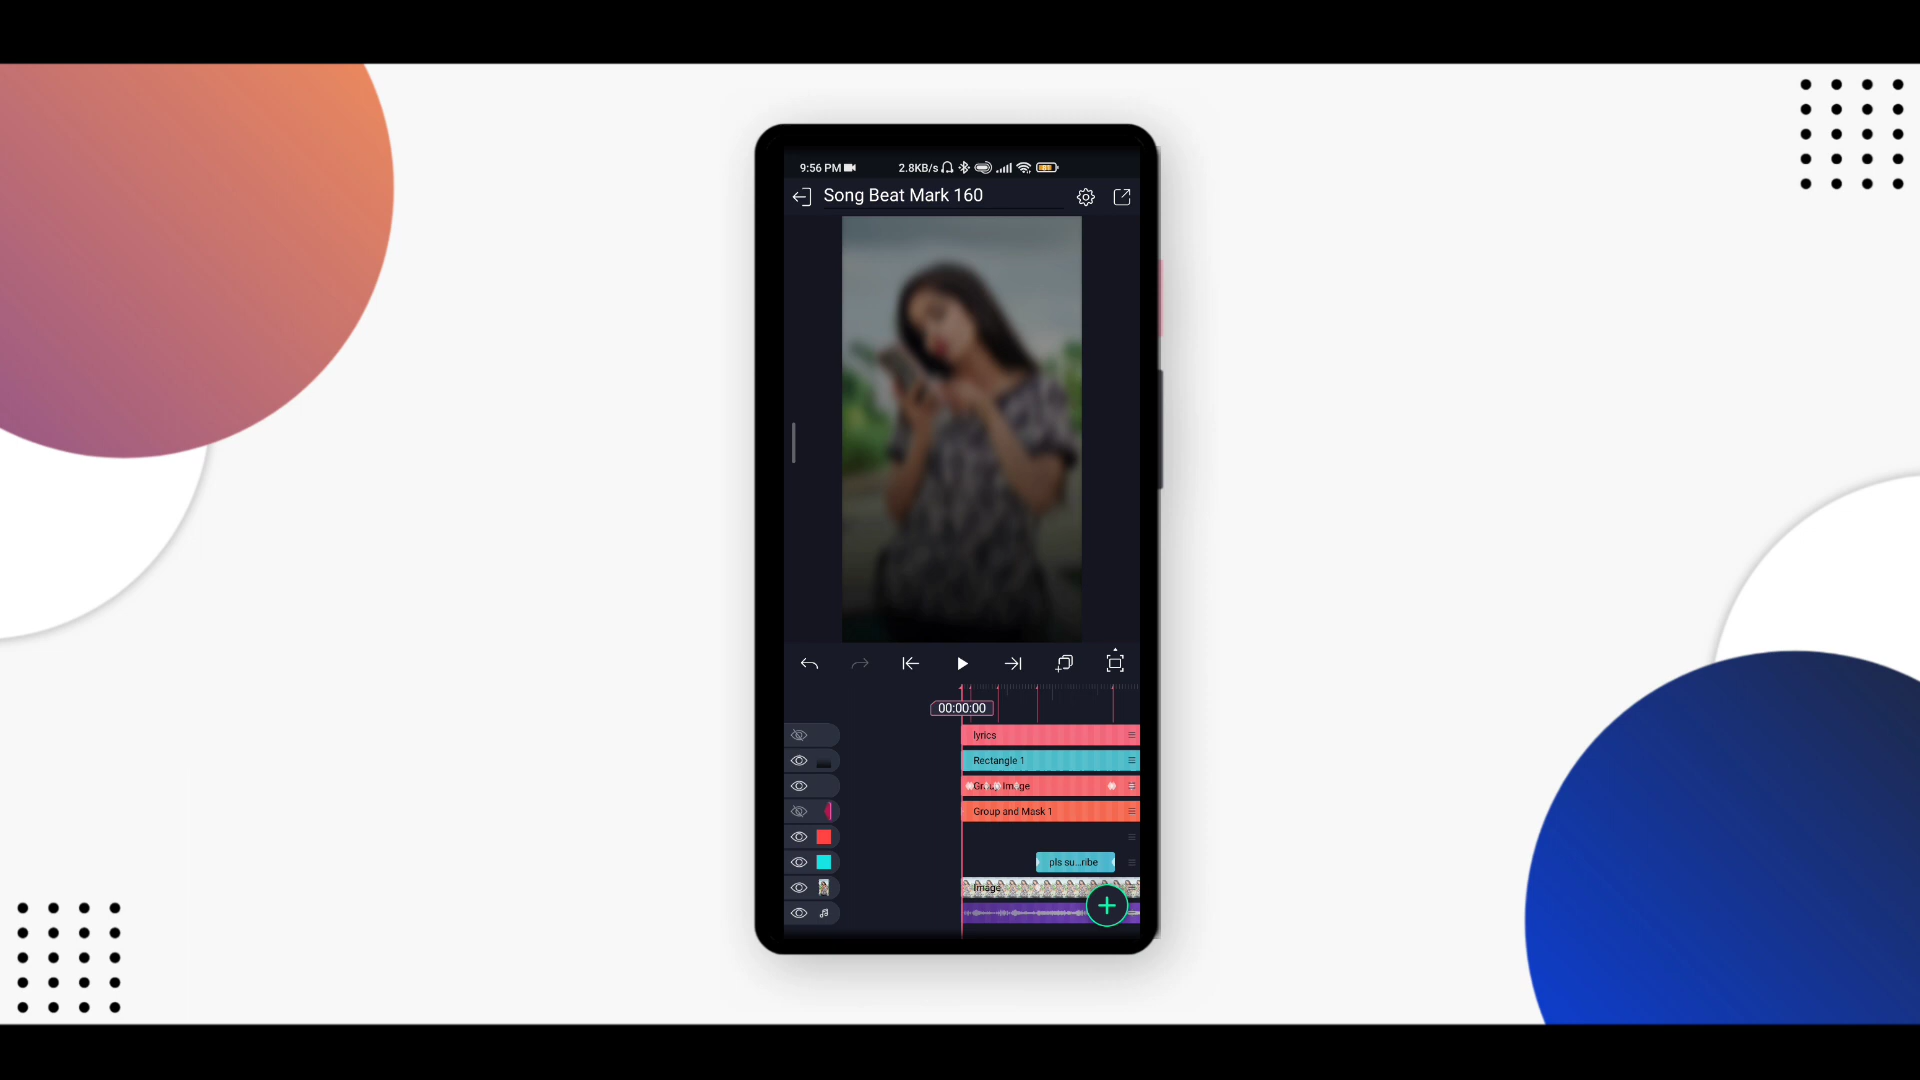 9:56 PM 2.8KB/s
Song Beat Mark 160
00:00:00
lyrics
Rectangle 1
Group and Mask 1
pls su...ribe
Image